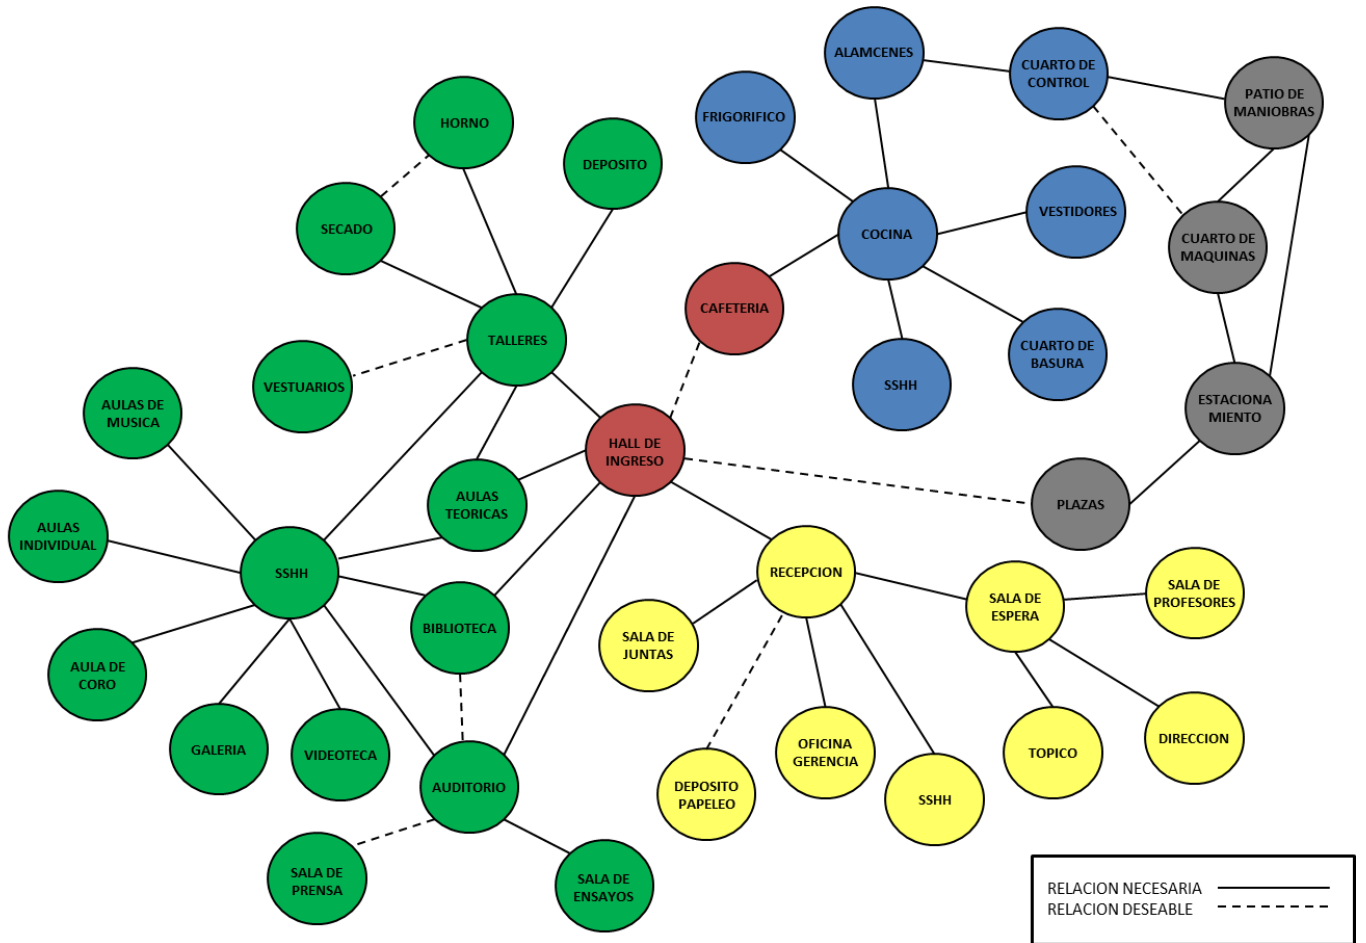 ALAMCENES
CUARTO DE
CONTROL
PATIO DE
MANIOBRAS
FRIGORIFICO
HORNO
DEPOSITO
SECADO
VESTIDORES
COCINA
CUARTO DE
MAQUINAS
CAFETERIA
TALLERES
CUARTO DE
BASURA
VESTUARIOS
SSHH
AULAS DE
MUSICA
ESTACIONA
MIENTO
HALL DE
INGRESO
AULAS
TEORICAS
PLAZAS
AULAS
INDIVIDUAL
SSHH
RECEPCION
SALA DE
PROFESORES
SALA DE
ESPERA
BIBLIOTECA
SALA DE
JUNTAS
AULA DE
CORO
GALERIA
VIDEOTECA
OFICINA
GERENCIA
TOPICO
DIRECCION
AUDITORIO
DEPOSITO
PAPELEO
SSHH
SALA DE
PRENSA
SALA DE
ENSAYOS
RELACION NECESARIA
RELACION DESEABLE